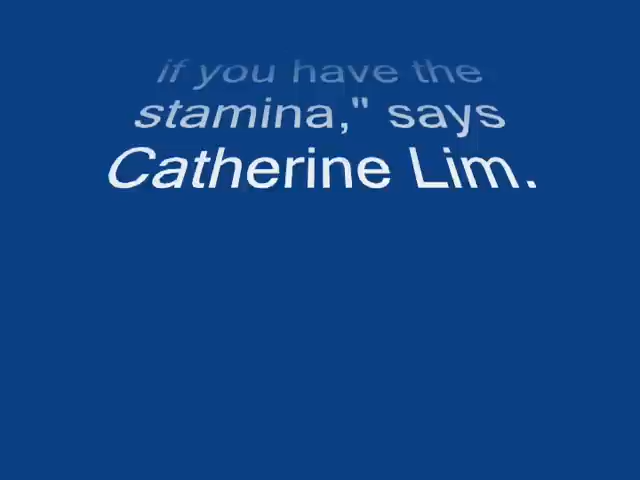 if you have the
stamina," says
Catherine Lim.